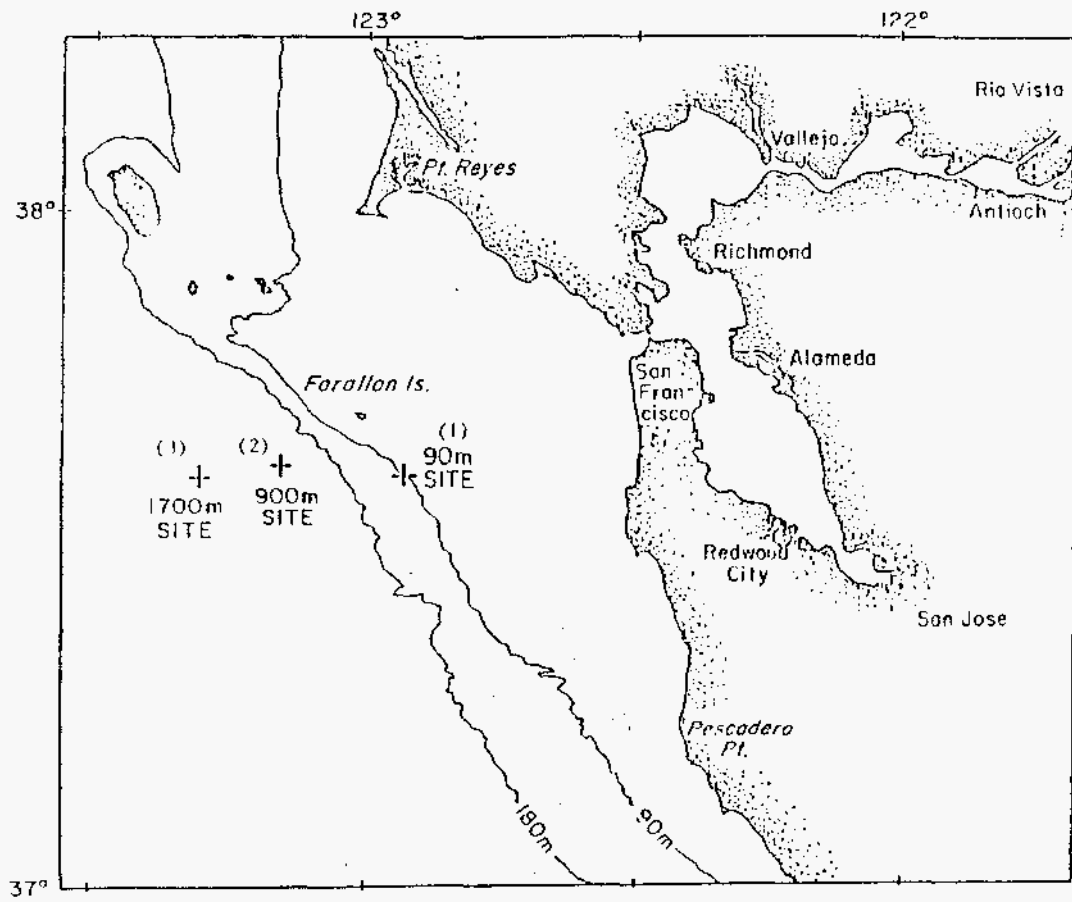 123°
122°
Rio Vista
Vallejo
Pt. Reyes
38°
Antioch
Richmond
Alameda
San
Fran-
cisco
Farallon Is.
(1)
90m
SITE
(2)
900m
SITE
(3)
1700m
SITE
Redwood
City
San Jose
Pescadero
Pt.
180m
90m
37°